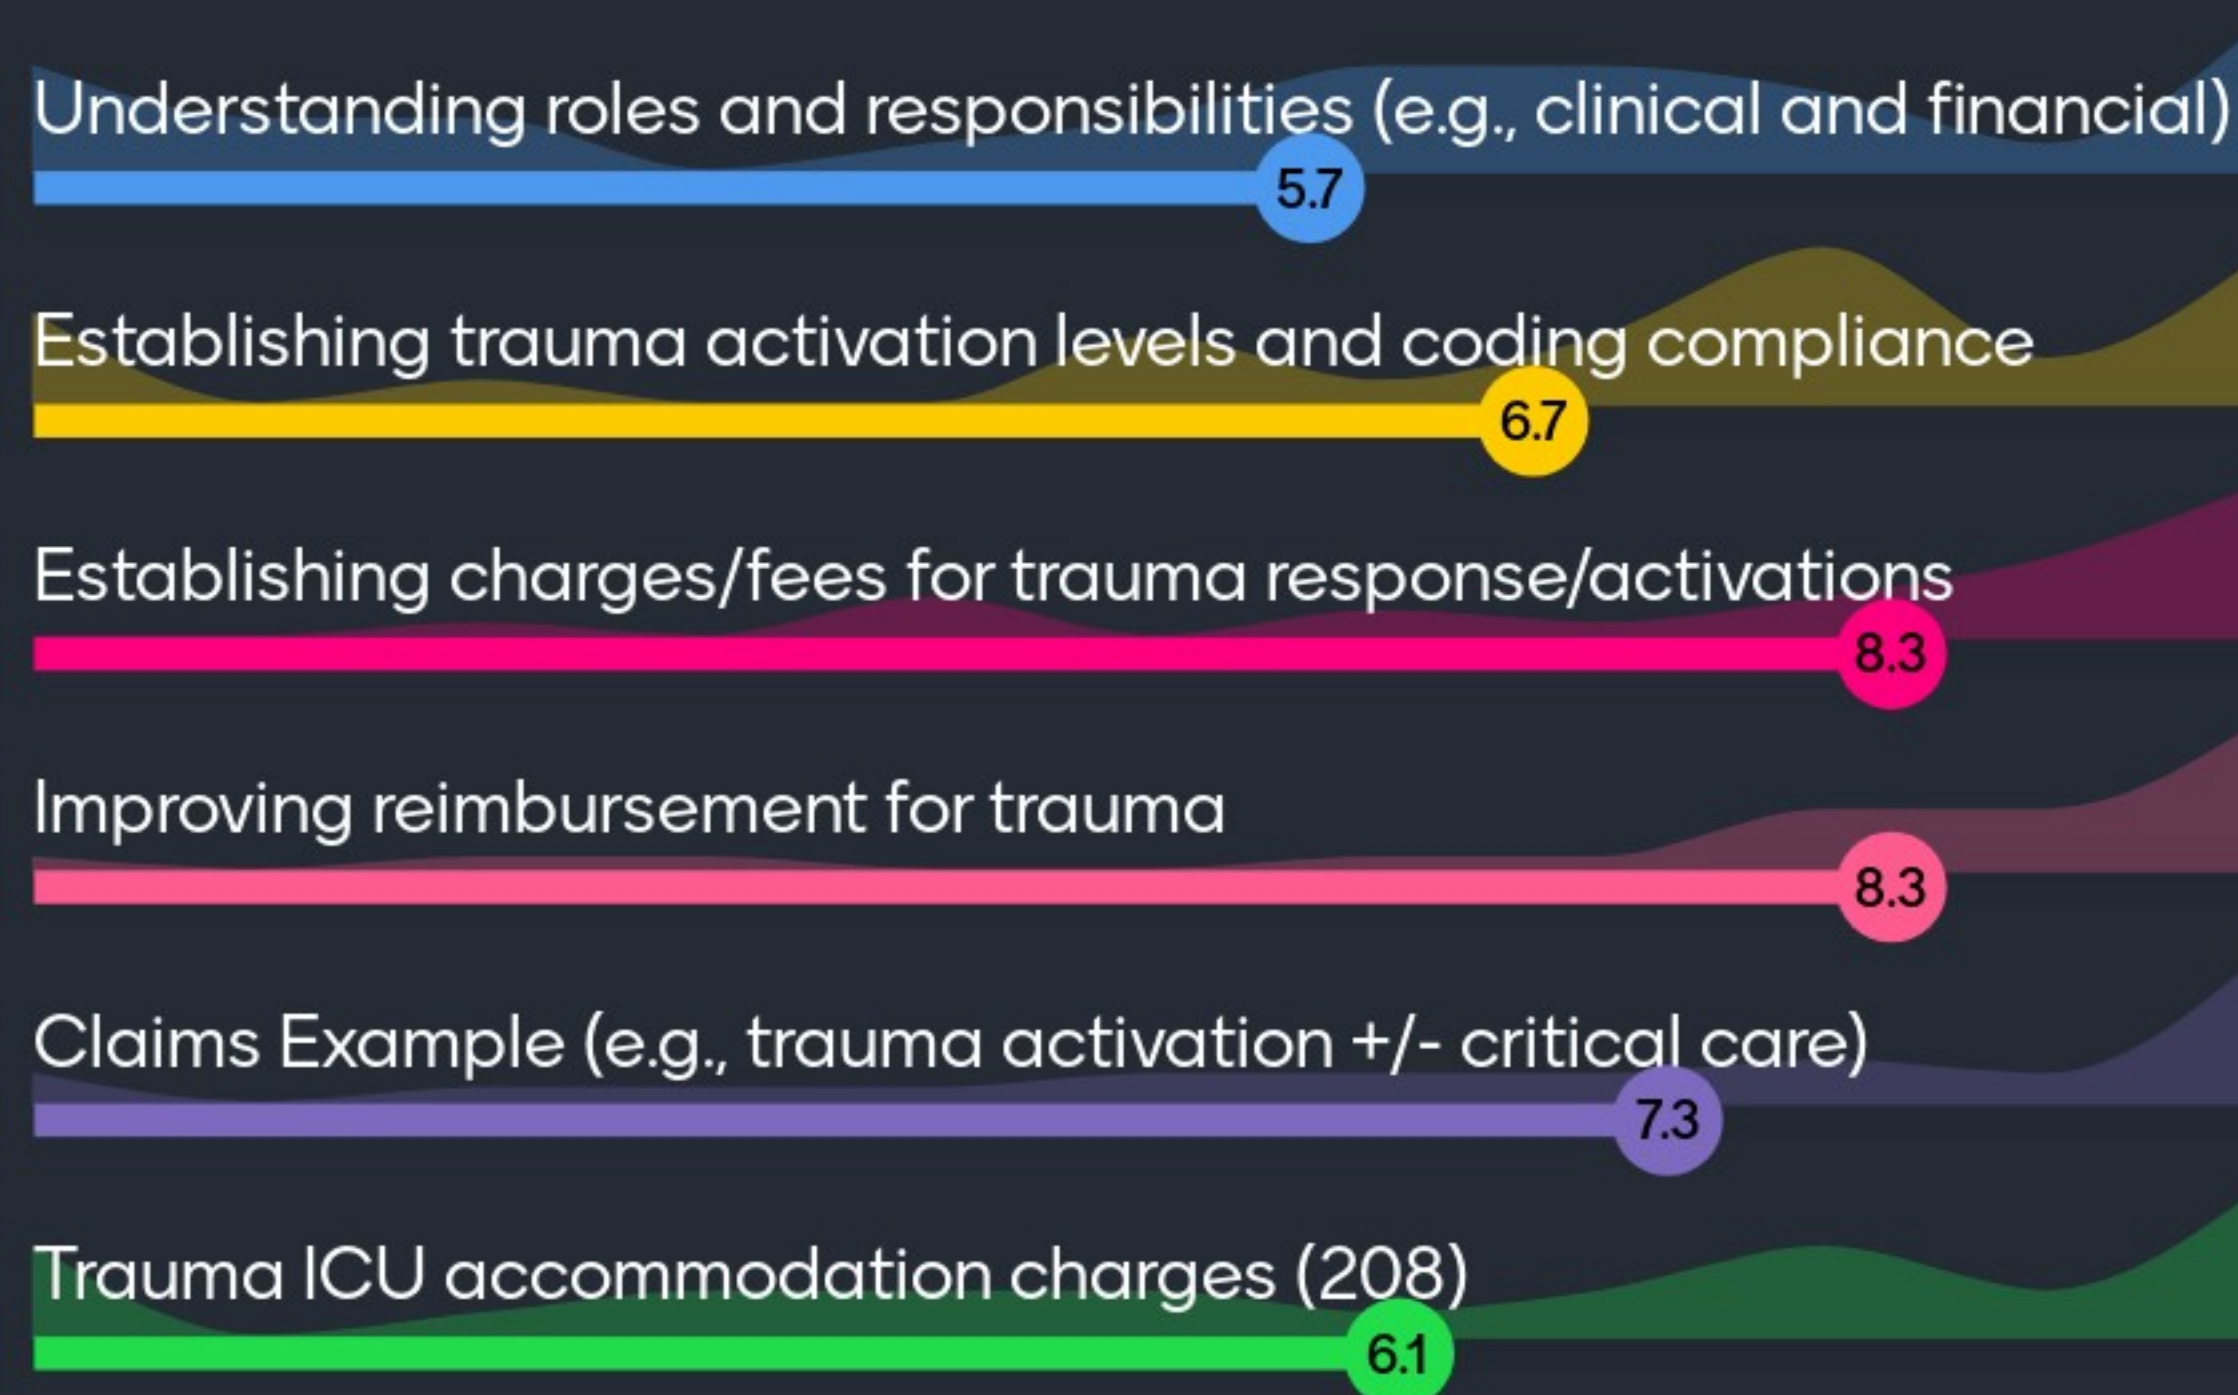 Understanding roles and responsibilities (e.g., clinical and financial)
5.7
Establishing trauma activation levels and coding compliance
6.7
Establishing charges/fees for trauma response/activations
8.3
Improving reimbursement for trauma
8.3
Claims Example (e.g., trauma activation +/- critical care)
7.3
Trauma ICU accommodation charges (208)
6.1